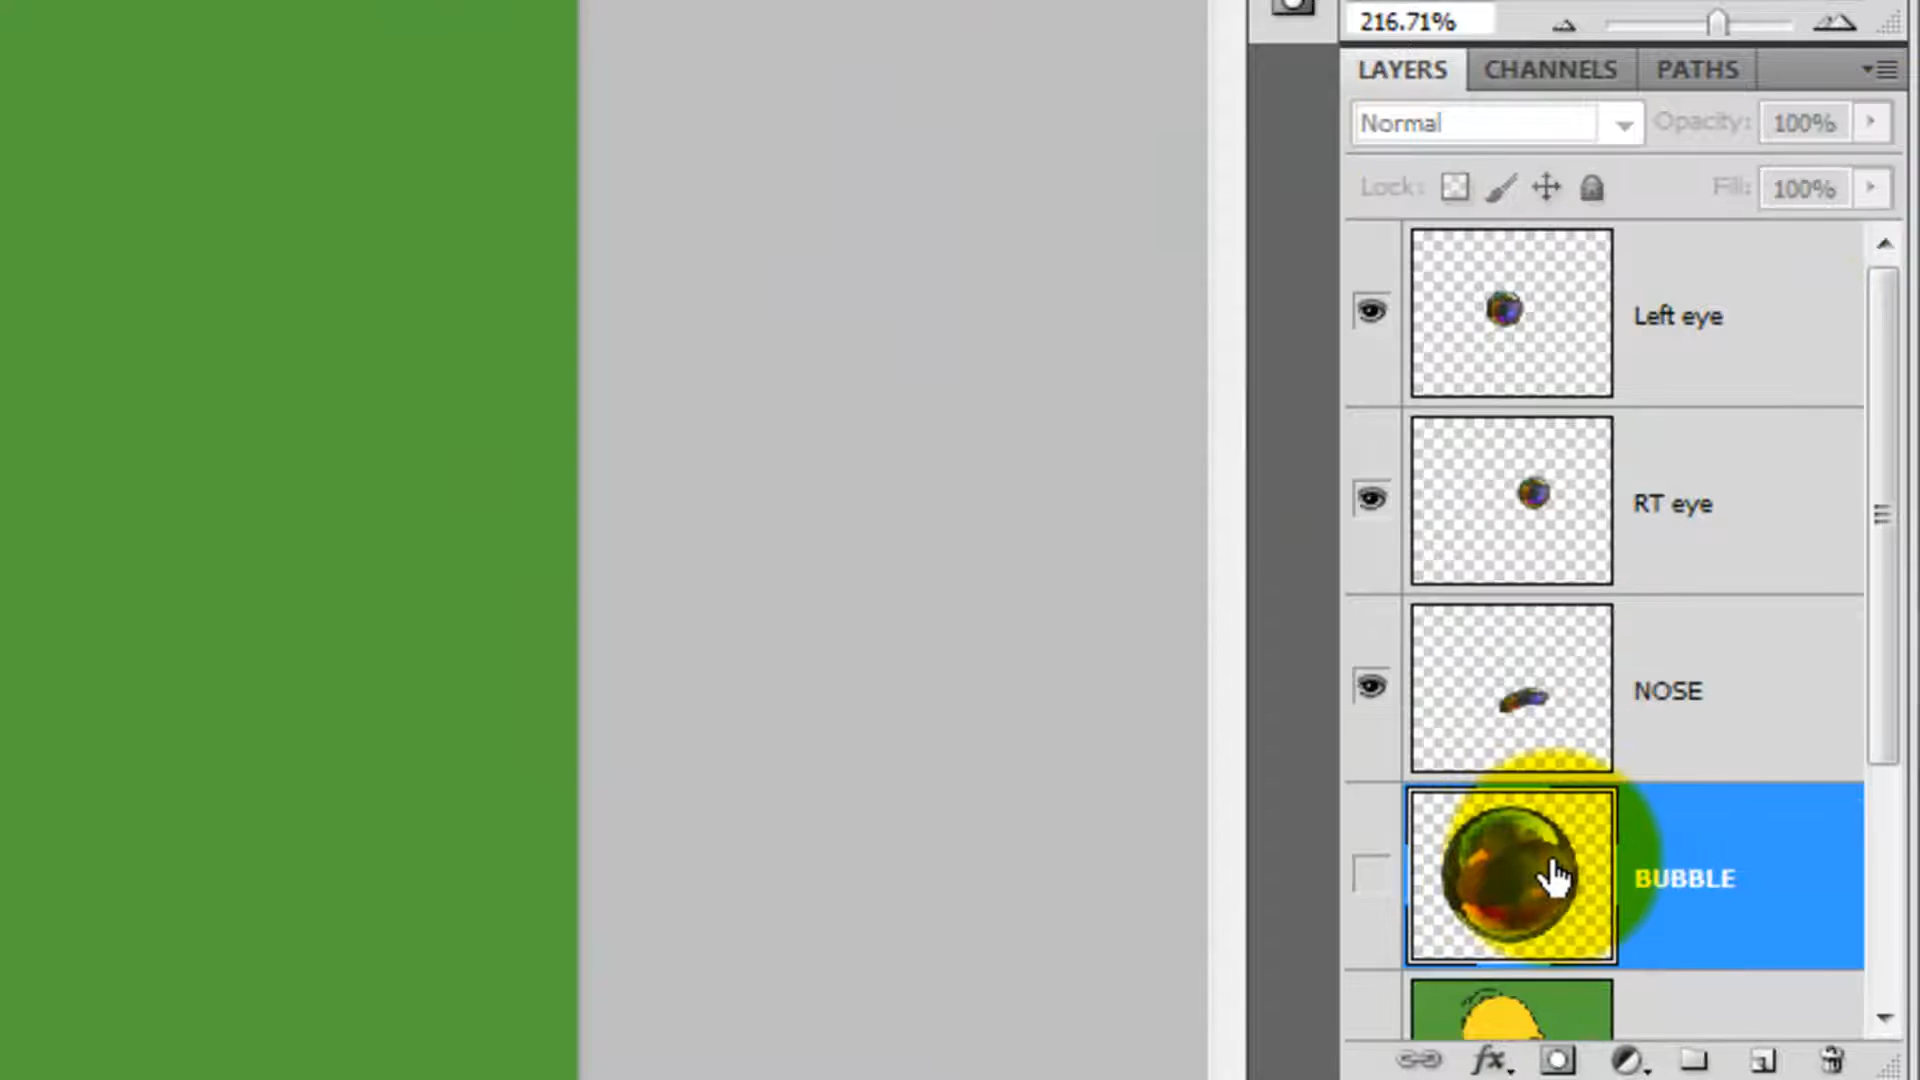 216.71%
LAYERS CHANNELS PATHS
Normal Opacity: 100%
Lock: Fill: 100%
Left eye
RT eye
NOSE
BUBBLE
fx